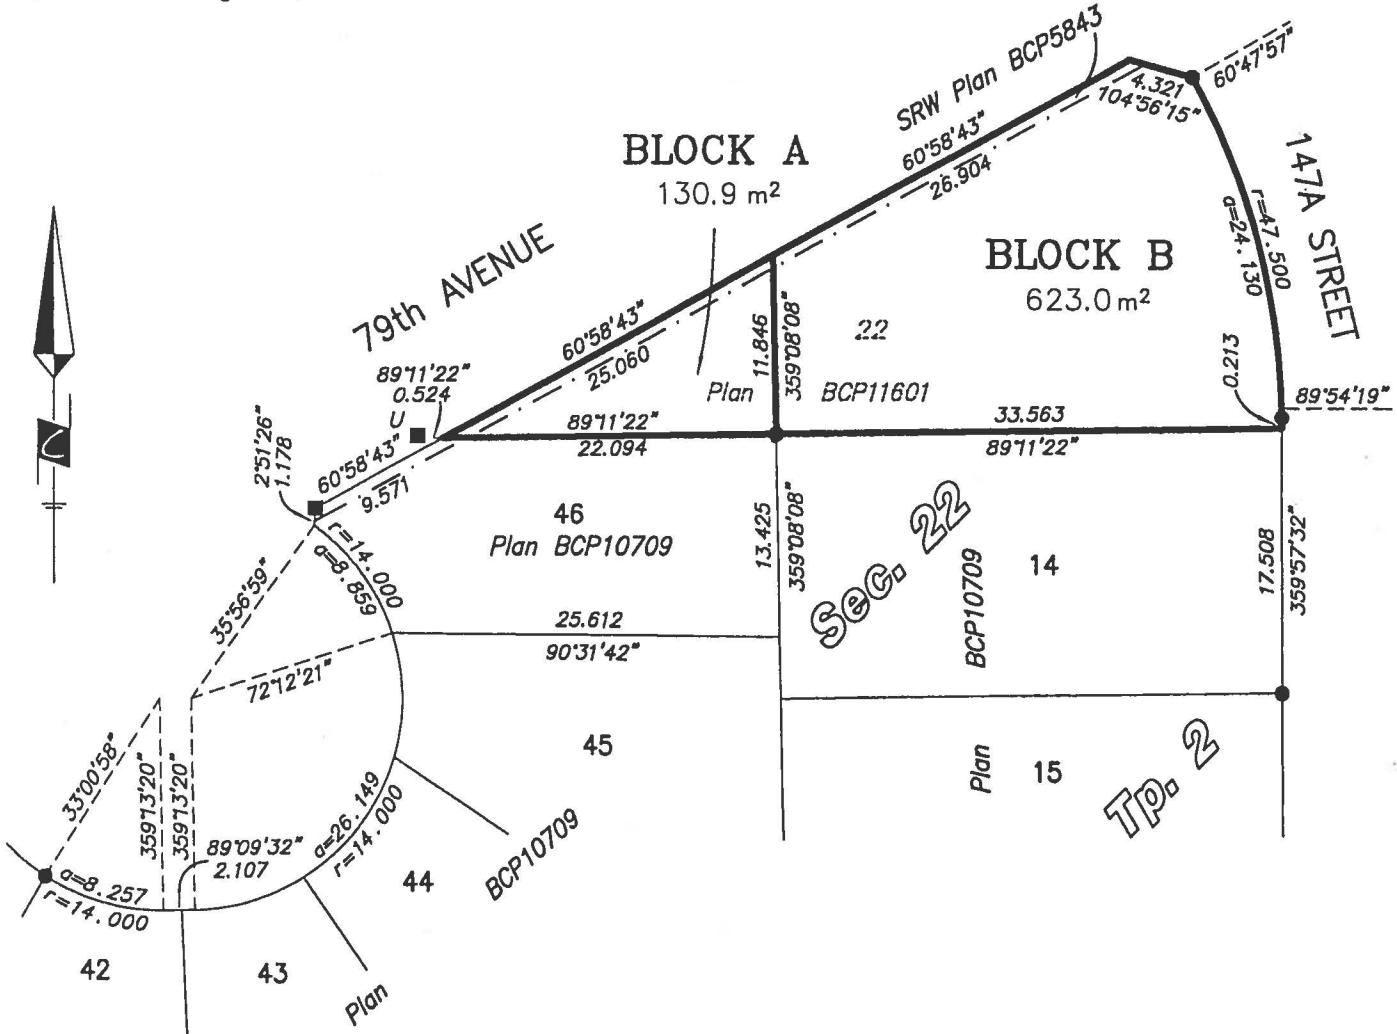 SRW Plan BCP5843
60°47'57"
4.321
104°56'15"
60°58'43"
26.904
BLOCK A
130.9 m²
147A STREET
r=47.500
a=24.130
BLOCK B
623.0 m²
79th AVENUE
60°58'43"
25.060
11.846
359°08'08"
22
Plan BCP11601
0.213
89°54'19"
89°11'22"
0.524
U
89°11'22"
22.094
33.563
89°11'22"
2°51'26"
1.178
60°58'43"
9.571
46
Plan BCP10709
13.425
359°08'08"
Sec. 22
BCP10709
14
17.508
359°57'32"
r=14.000
a=8.859
35°56'59"
25.612
90°31'42"
72°12'21"
45
Plan
15
Tp. 2
33°00'58"
359°13'20"
359°13'20"
89°09'32"
2.107
a=26.149
r=14.000
a=8.257
r=14.000
44
BCP10709
42
43
Plan